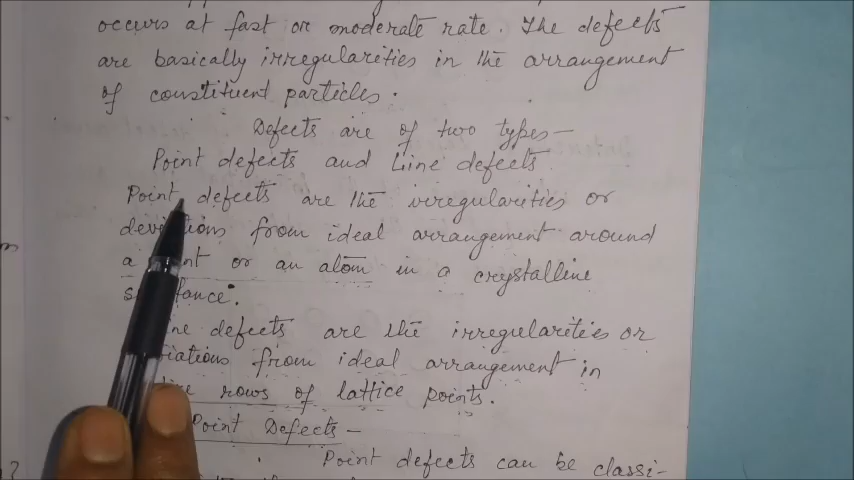 occurs at fast or moderate rate. The defects
are basically irregularities in the arrangement
of constituent particles.
Defects are of two types—
Point defects and Line defects.
Point defects are the irregularities or
from ideal arrangement around
a or an atom in a crystalline
defects are the irregularities or
from ideal arrangement in
rows of lattice points.
Point Defects—
Point defects can be classi-